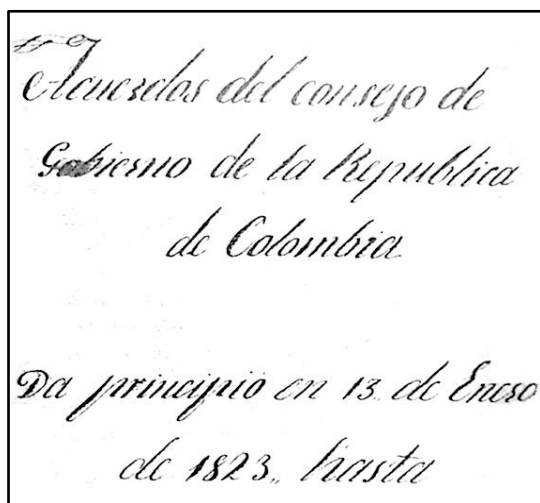 Acuerdos del consejo de
Gobierno de la Republica
de Colombia
Da principio en 13. de Enero
de 1823,, hasta